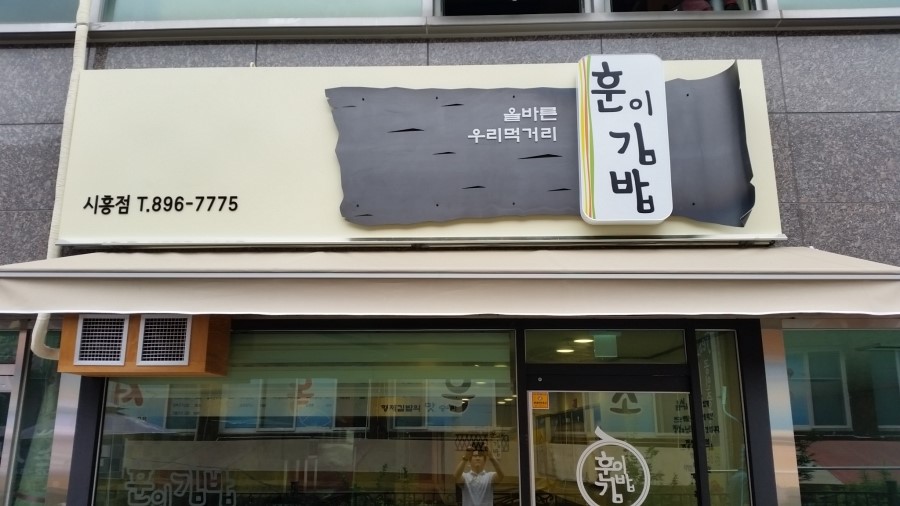 올바른
우리먹거리
훈이
김밥
시흥점 T.896-7775
훈이김밥
훈이
김밥